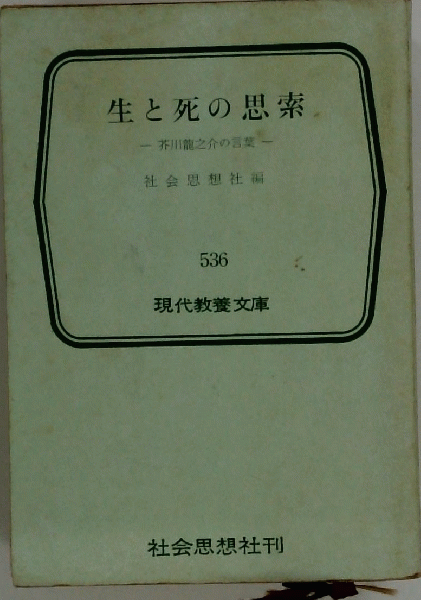 生と死の思索
― 芥川龍之介の言葉 ―
社会思想社編
536
現代教養文庫
社会思想社刊